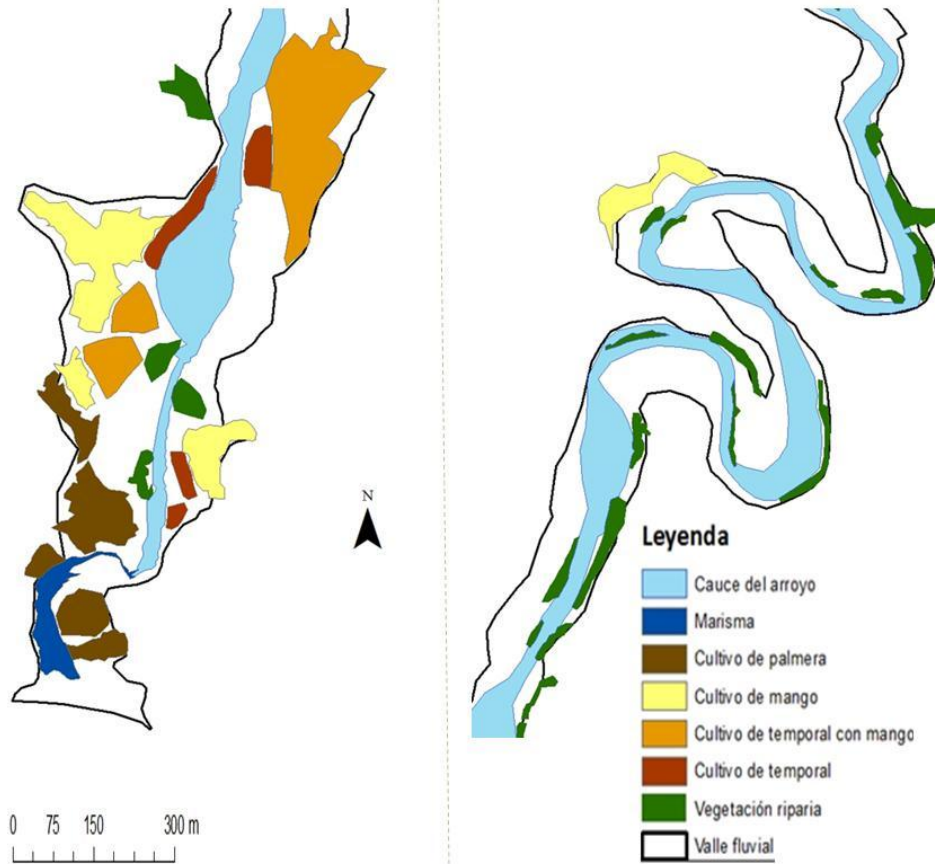 N
0 75 150 300 m
Leyenda
Cauce del arroyo
Marisma
Cultivo de palmera
Cultivo de mango
Cultivo de temporal con mango
Cultivo de temporal
Vegetación riparia
Valle fluvial